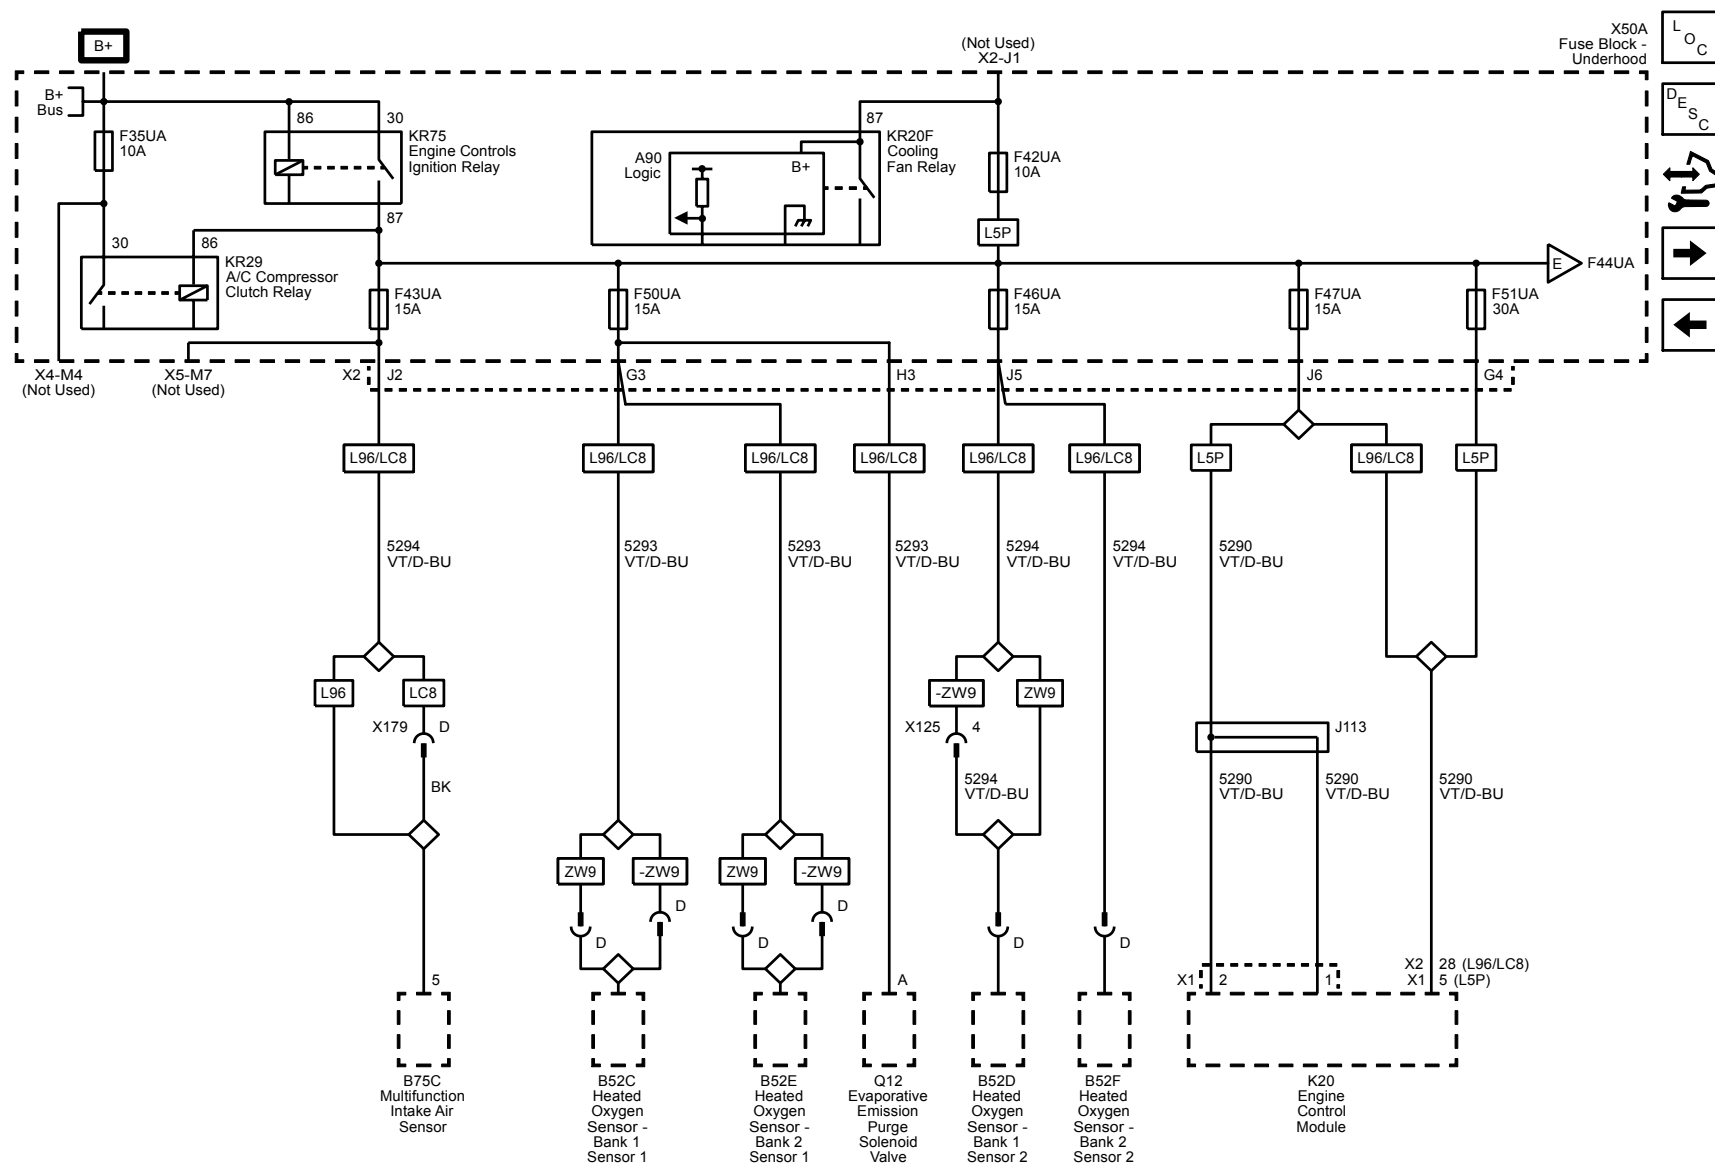 B+
(Not Used)
X2-J1
X50A
Fuse Block -
Underhood
L
O
C
D
E
S
C
B+
Bus
F35UA
10A
86
30
KR75
Engine Controls
Ignition Relay
87
A90
Logic
B+
87
KR20F
Cooling
Fan Relay
F42UA
10A
L5P
30
86
KR29
A/C Compressor
Clutch Relay
E
F44UA
F43UA
15A
F50UA
15A
F46UA
15A
F47UA
15A
F51UA
30A
X4-M4
(Not Used)
X5-M7
(Not Used)
X2
J2
G3
H3
J5
J6
G4
L96/LC8
L96/LC8
L96/LC8
L96/LC8
L96/LC8
L96/LC8
L5P
L96/LC8
L5P
5294
VT/D-BU
5293
VT/D-BU
5293
VT/D-BU
5293
VT/D-BU
5294
VT/D-BU
5294
VT/D-BU
5290
VT/D-BU
L96
LC8
-ZW9
ZW9
X179
D
X125
4
J113
BK
5294
VT/D-BU
5290
VT/D-BU
5290
VT/D-BU
5290
VT/D-BU
ZW9
-ZW9
ZW9
-ZW9
D
D
D
D
D
D
5
A
X1
2
1
X2
28 (L96/LC8)
X1
5 (L5P)
B75C
Multifunction
Intake Air
Sensor
B52C
Heated
Oxygen
Sensor -
Bank 1
Sensor 1
B52E
Heated
Oxygen
Sensor -
Bank 2
Sensor 1
Q12
Evaporative
Emission
Purge
Solenoid
Valve
B52D
Heated
Oxygen
Sensor -
Bank 1
Sensor 2
B52F
Heated
Oxygen
Sensor -
Bank 2
Sensor 2
K20
Engine
Control
Module